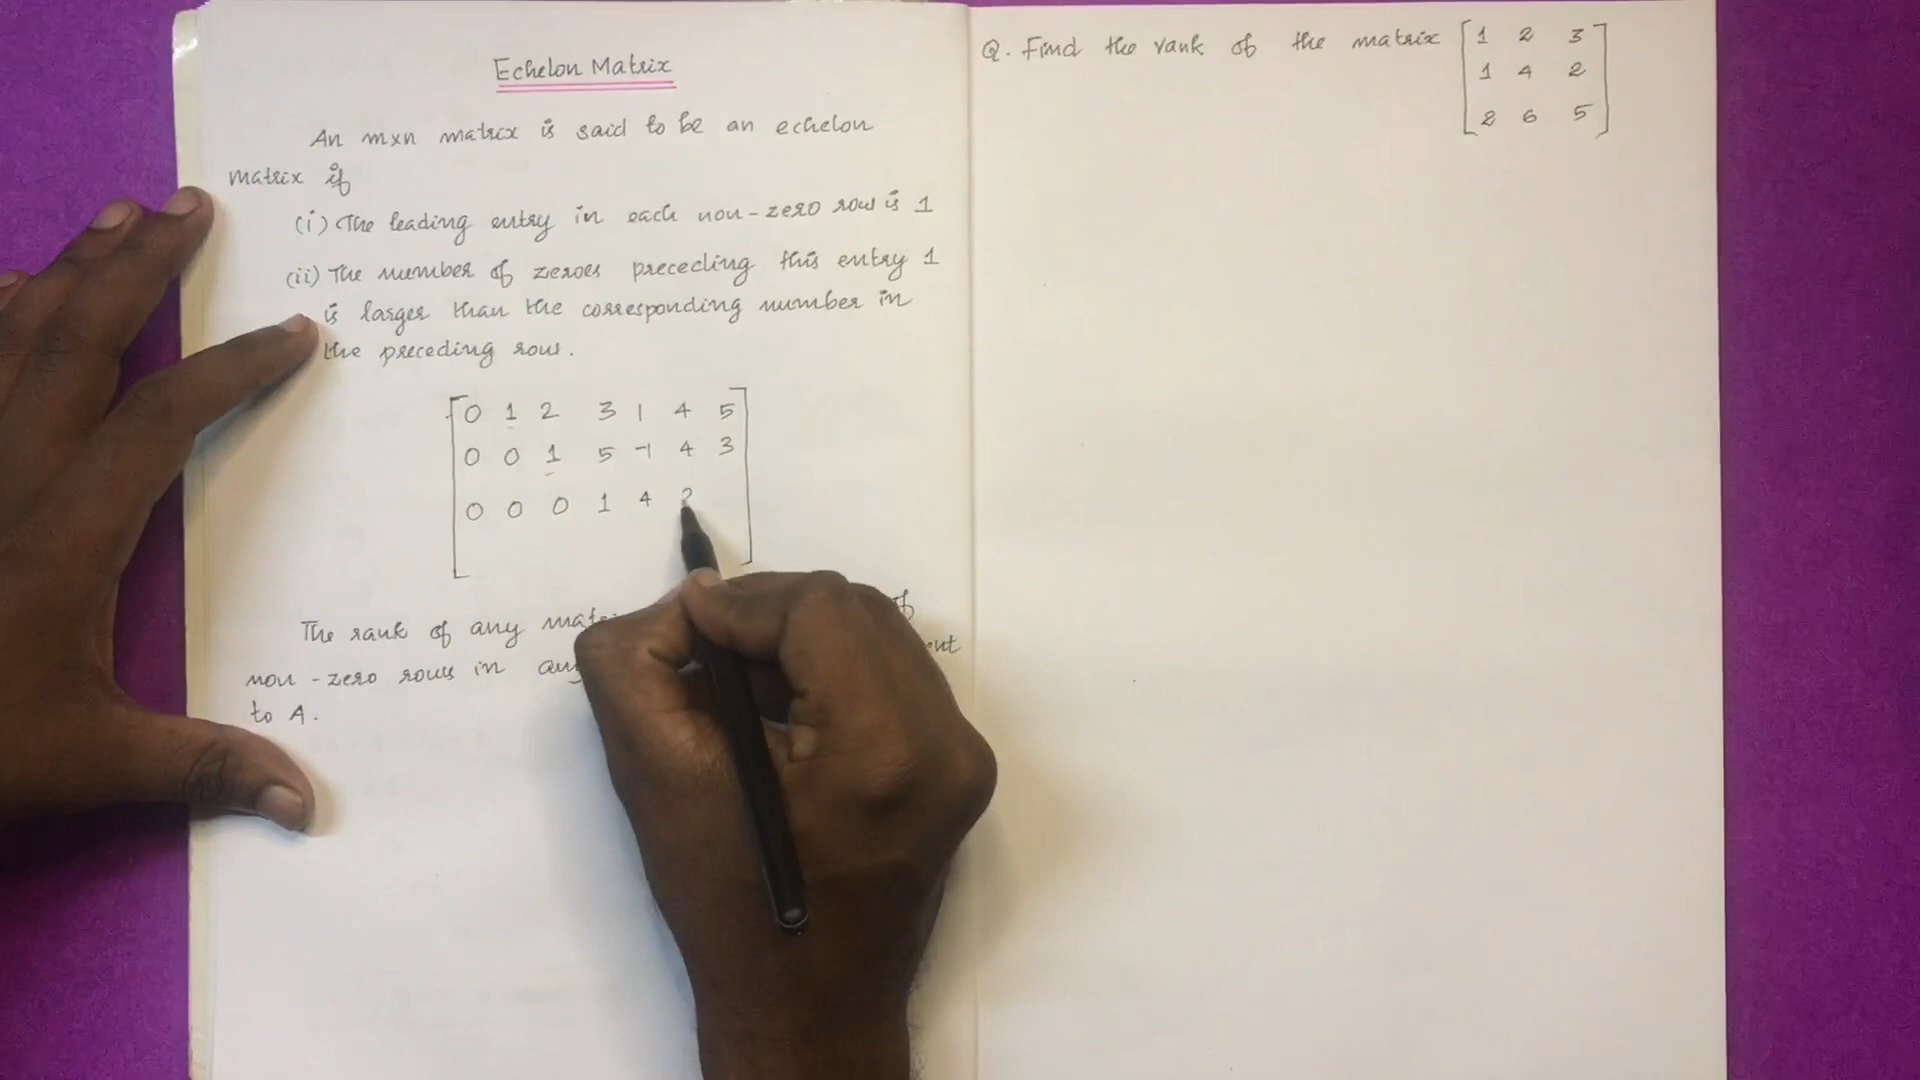 Echelon Matrix
An mxn matrix is said to be an echelon
matrix if
(i) The leading entry in each non-zero row is 1
(ii) The number of zeroes preceding this entry 1
is larger than the corresponding number in
the preceding row.
0 1 2 3 1 4 5
0 0 1 5 -1 4 3
0 0 0 1 4
The rank of any of
non-zero rows in
to A.
Q. Find the rank of the matrix
1 2 3
1 4 2
2 6 5